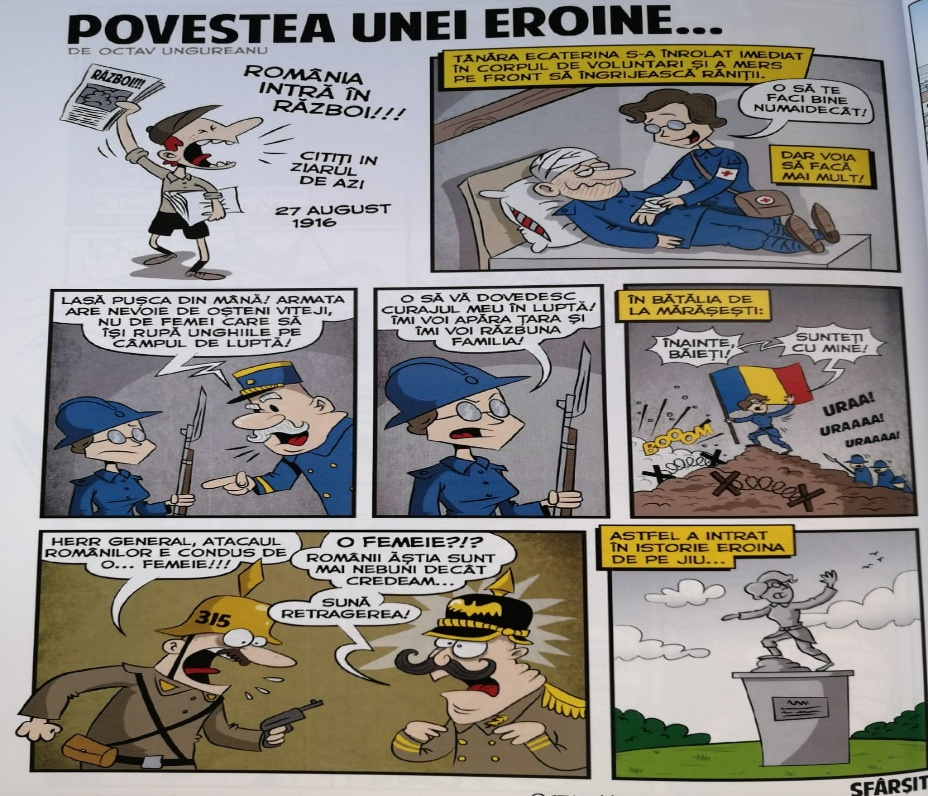 POVESTEA UNEI EROINE...
DE OCTAV UNGUREANU
RĂZBOI!!!
ROMÂNIA
INTRĂ ÎN
RĂZBOI!!!
CITIȚI IN
ZIARUL
DE AZI
27 AUGUST
1916
TÂNĂRA ECATERINA S-A ÎNROLAT IMEDIAT
ÎN CORPUL DE VOLUNTARI ȘI A MERS
PE FRONT SĂ ÎNGRIJEASCĂ RĂNIȚII.
O SĂ TE
FACI BINE
NUMAIDECÂT!
DAR VOIA
SĂ FACĂ
MAI MULT!
LASĂ PUȘCA DIN MÂNĂ! ARMATA
ARE NEVOIE DE OȘTENI VITEJI,
NU DE FEMEI CARE SĂ
ÎȘI RUPĂ UNGHIILE PE
CÂMPUL DE LUPTĂ!
O SĂ VĂ DOVEDESC
CURAJUL MEU ÎN LUPTĂ!
ÎMI VOI APĂRA ȚARA ȘI
ÎMI VOI RĂZBUNA
FAMILIA!
ÎN BĂTĂLIA DE
LA MĂRĂȘEȘTI:
ÎNAINTE,
BĂIEȚI!
SUNTEȚI
CU MINE!
BOOOM
URAA!
URAAAA!
URAAAA!
HERR GENERAL, ATACUL
ROMÂNILOR E CONDUS DE
O... FEMEIE!!!
315
O FEMEIE?!?
ROMÂNII ĂȘTIA SUNT
MAI NEBUNI DECÂT
CREDEAM...
SUNĂ
RETRAGEREA!
ASTFEL A INTRAT
ÎN ISTORIE EROINA
DE PE JIU...
SFÂRȘIT